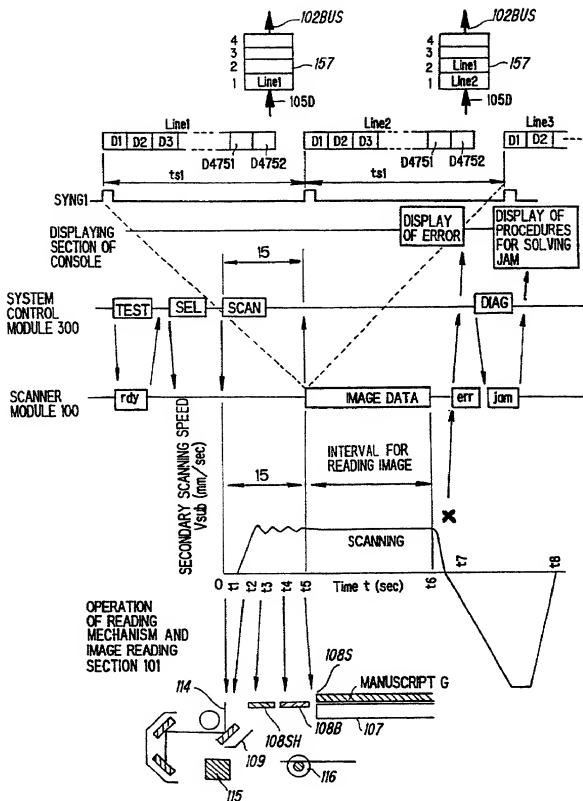 102BUS
102BUS
4
3
2
1
Line1
157
4
3
2
1
Line1
Line2
157
105D
105D
Line1
Line2
Line3
D1 D2 D3
D4751 D4752
D1 D2 D3
D4751 D4752
D1 D2
ts1
ts1
SYNG1
DISPLAYING
SECTION OF
CONSOLE
DISPLAY
OF ERROR
DISPLAY OF
PROCEDURES
FOR SOLVING
JAM
15
SYSTEM
CONTROL
MODULE 300
TEST
SEL
SCAN
DIAG
SCANNER
MODULE 100
rdy
IMAGE DATA
err
jam
SECONDARY SCANNING SPEED
Vsub (mm/sec)
15
INTERVAL FOR
READING IMAGE
X
SCANNING
0
t1
t2
t3
t4
t5
Time t (sec)
t6
t7
t8
OPERATION
OF READING
MECHANISM AND
IMAGE READING
SECTION 101
108S
MANUSCRIPT G
114
108SH
108B
107
109
115
116